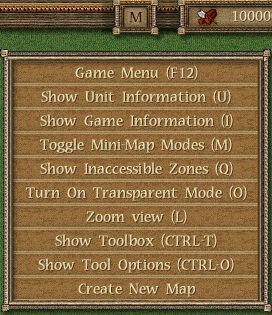 M 10000
Game Menu (F12)
Show Unit Information (U)
Show Game Information (I)
Toggle Mini-Map Modes (M)
Show Inaccessible Zones (Q)
Turn On Transparent Mode (O)
Zoom view (L)
Show Toolbox (CTRL-T)
Show Tool Options (CTRL-O)
Create New Map